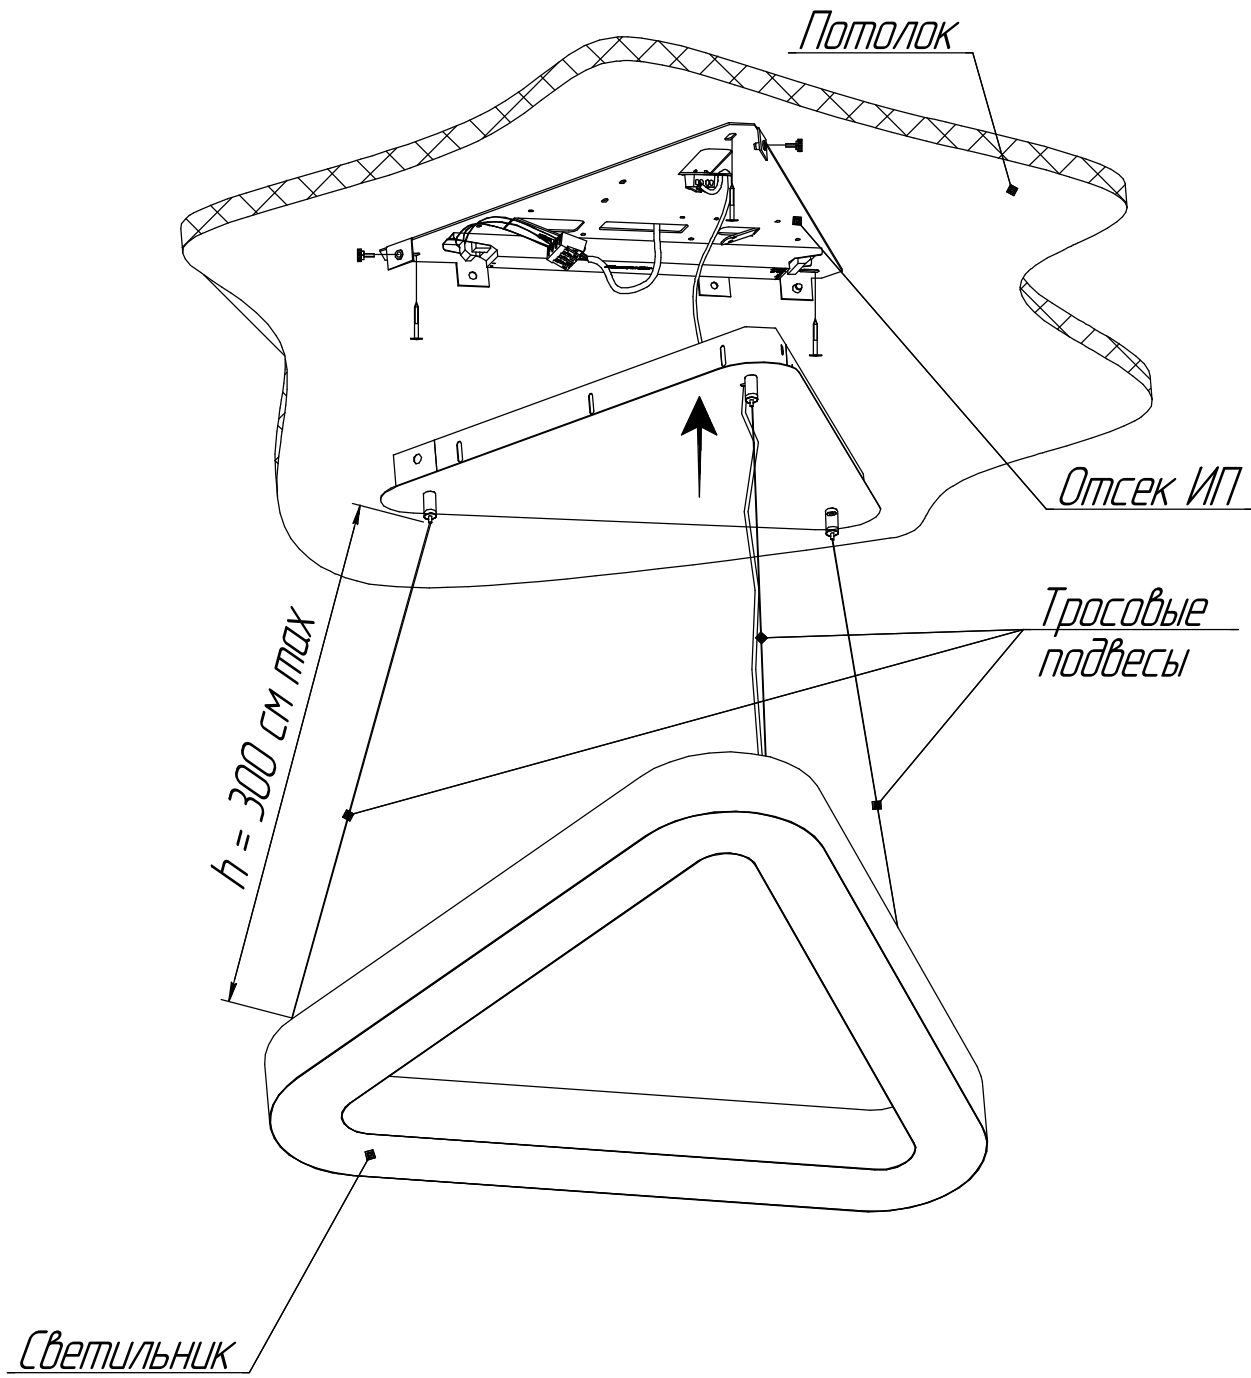 Потолок
Отсек ИП
Тросовые
подвесы
h = 300 см max
Светильник